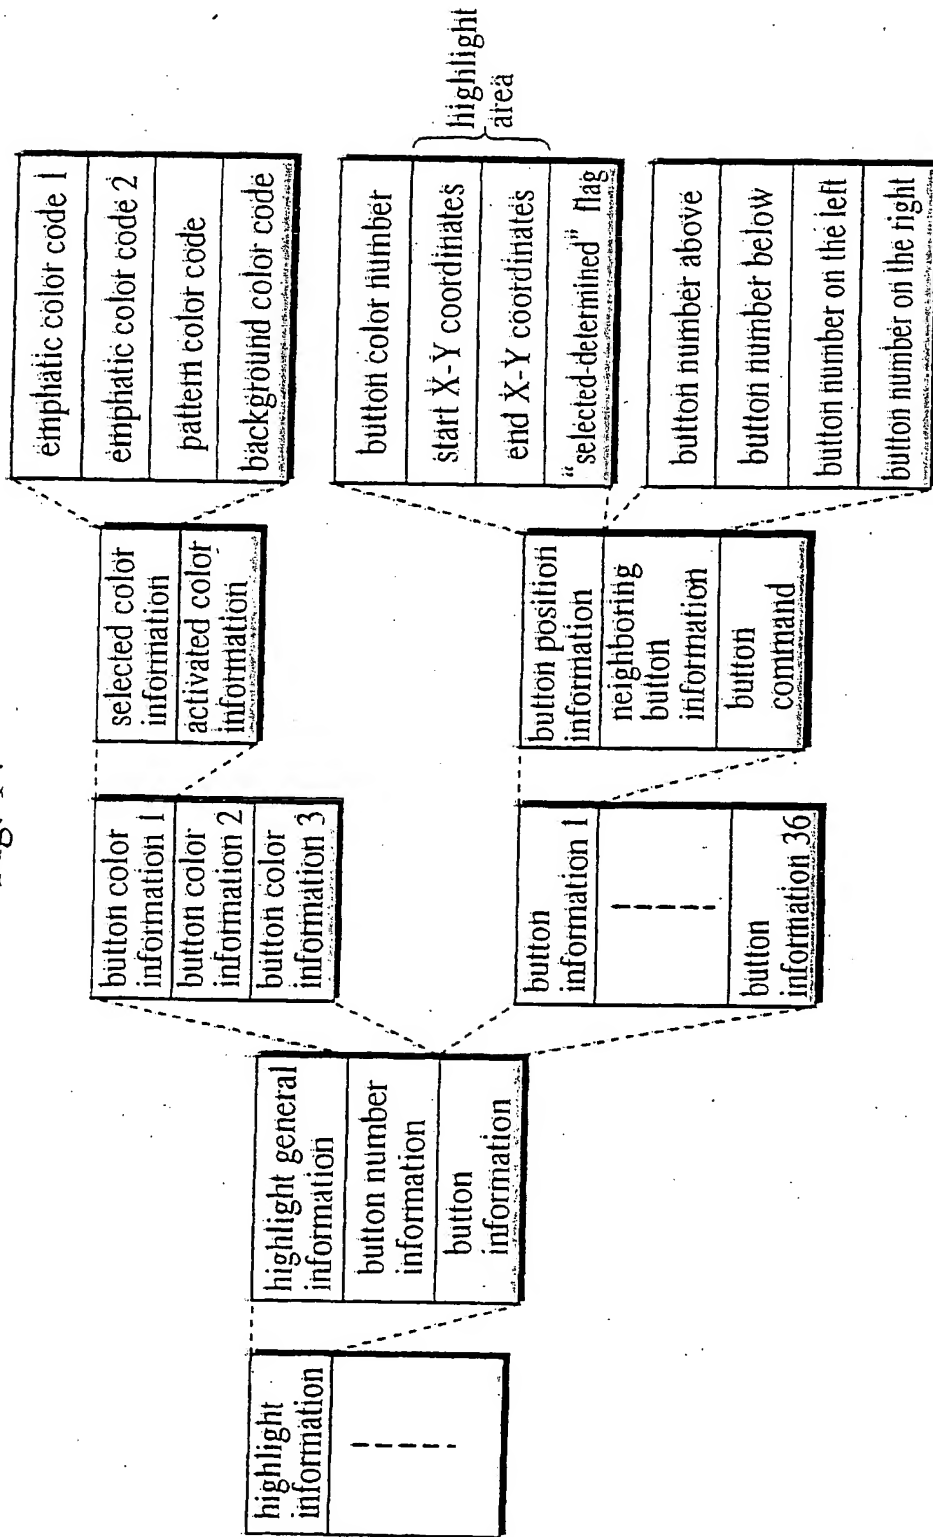 highlight
information
highlight general
information
button number
information
button
information
button color
information 1
button color
information 2
button color
information 3
selected color
information
activated color
information
emphatic color code 1
emphatic color code 2
pattern color code
background color code
button
information 1
button
information 36
button position
information
neighboring
button
information
button
command
button color number
start X-Y coordinates
end X-Y coordinates
"selected-determined" flag
highlight
area
button number above
button number below
button number on the left
button number on the right